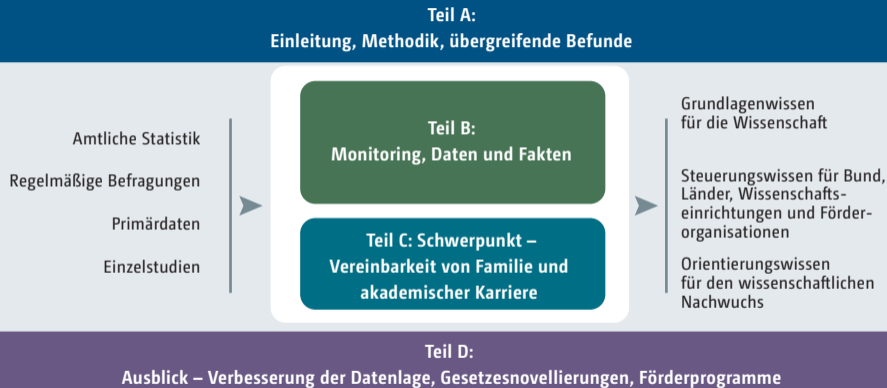 Teil A:
Einleitung, Methodik, übergreifende Befunde
Amtliche Statistik
Regelmäßige Befragungen
Primärdaten
Einzelstudien
Teil B:
Monitoring, Daten und Fakten
Teil C: Schwerpunkt –
Vereinbarkeit von Familie und
akademischer Karriere
Grundlagenwissen
für die Wissenschaft
Steuerungswissen für Bund,
Länder, Wissenschafts-
einrichtungen und Förder-
organisationen
Orientierungswissen
für den wissenschaftlichen
Nachwuchs
Teil D:
Ausblick – Verbesserung der Datenlage, Gesetzesnovellierungen, Förderprogramme